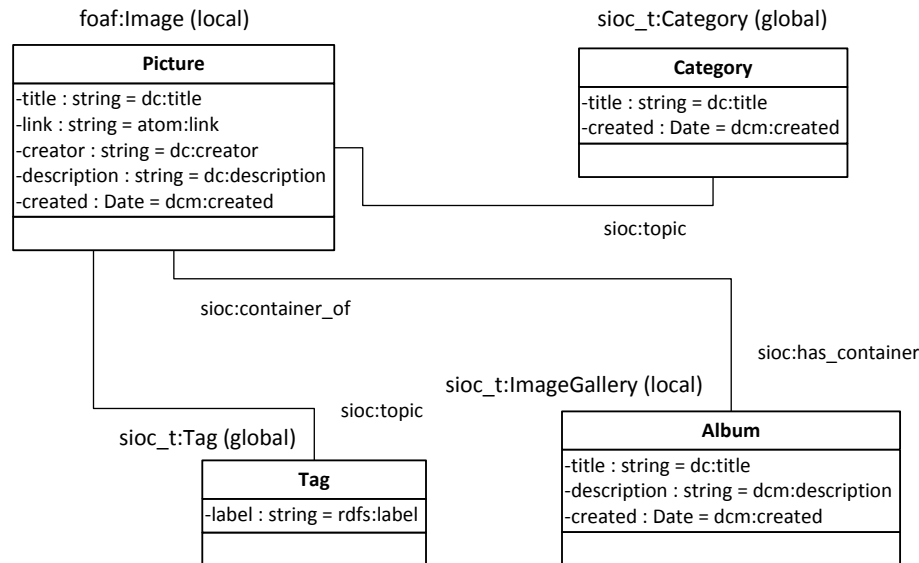 foaf:Image (local)
Picture
-title : string = dc:title
-link : string = atom:link
-creator : string = dc:creator
-description : string = dc:description
-created : Date = dcm:created
sioc_t:Category (global)
Category
-title : string = dc:title
-created : Date = dcm:created
sioc:topic
sioc:container_of
sioc:has_container
sioc_t:ImageGallery (local)
Album
-title : string = dc:title
-description : string = dcm:description
-created : Date = dcm:created
sioc:topic
sioc_t:Tag (global)
Tag
-label : string = rdfs:label